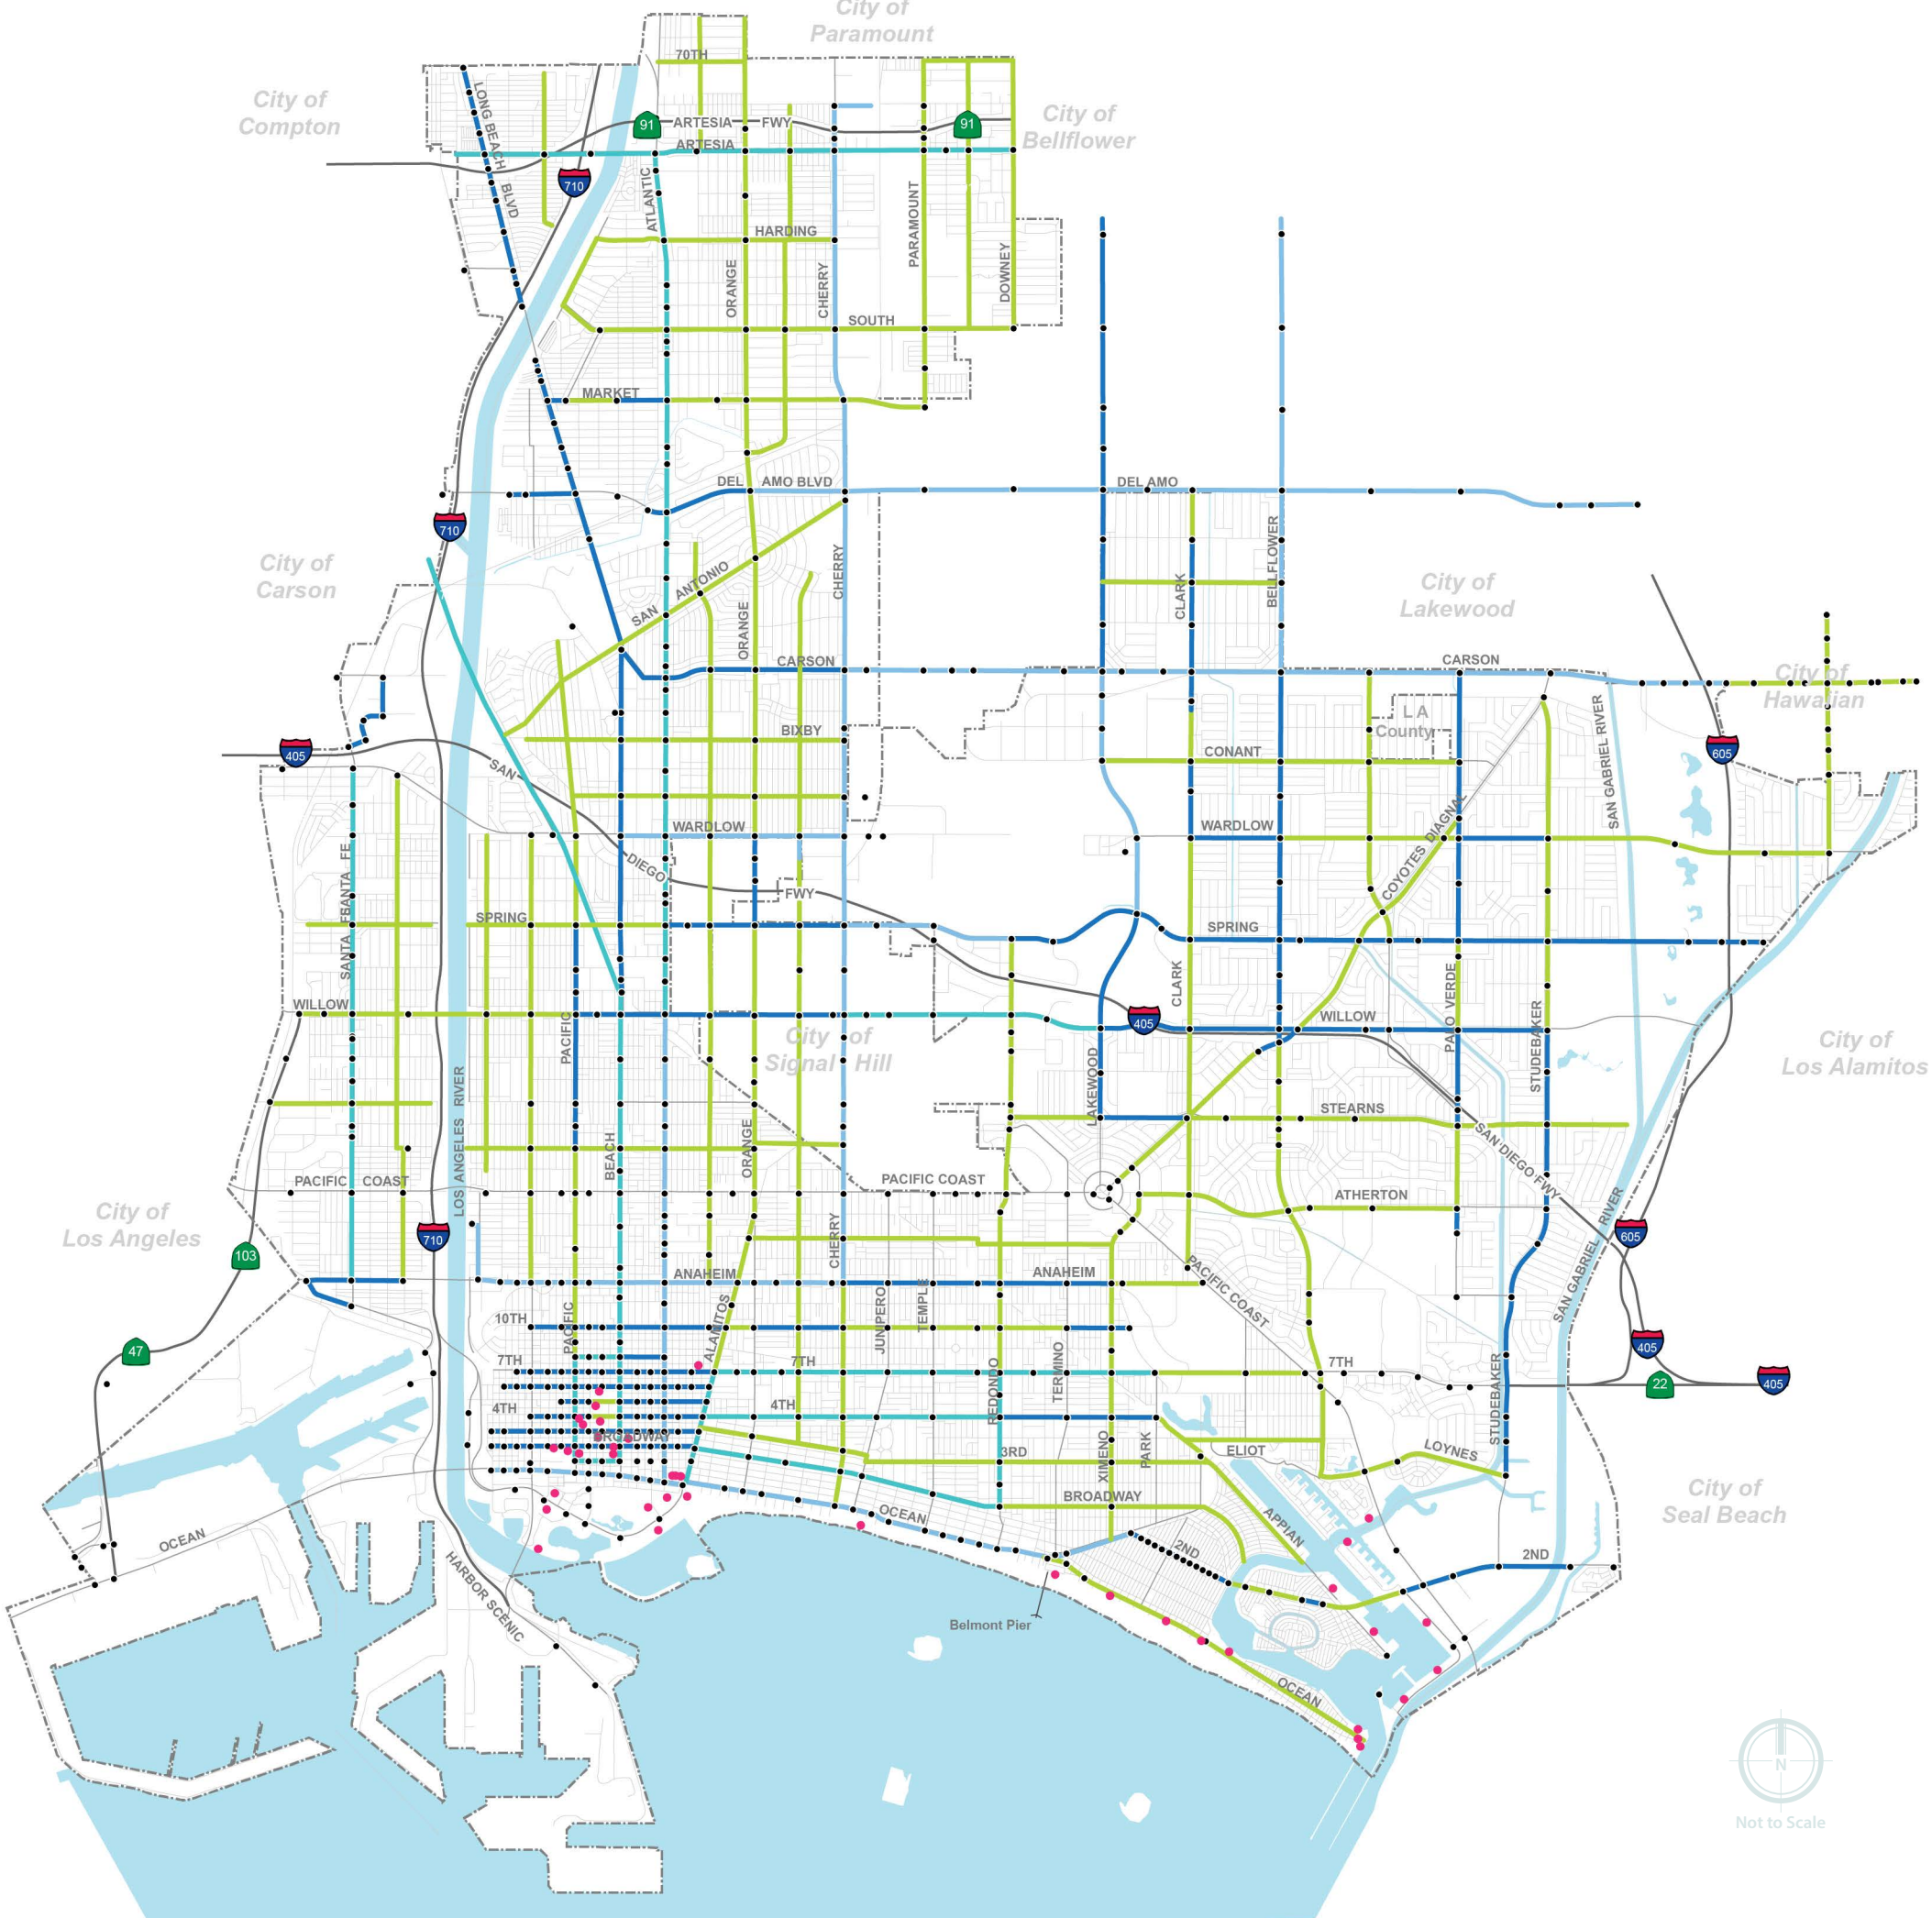 City of
Paramount
70TH
City of
Compton
LONG BEACH BLVD
91
ARTESIA FWY
91
City of
Bellflower
ARTESIA
710
ATLANTIC
PARAMOUNT
HARDING
ORANGE
CHERRY
DOWNEY
SOUTH
MARKET
DEL AMO BLVD
DEL AMO
710
City of
Carson
SAN ANTONIO
ORANGE
CHERRY
CLARK
BELLFLOWER
City of
Lakewood
CARSON
CARSON
City of
Hawaiian
L A
County
SAN GABRIEL RIVER
405
BIXBY
CONANT
605
SAN DIEGO FWY
WARDLOW
WARDLOW
COYOTES DIAGNAL
SANTA FE
SANTA FE
SPRING
SPRING
CLARK
PALO VERDE
STUDEBAKER
WILLOW
PACIFIC
City of
Signal Hill
405
WILLOW
City of
Los Alamitos
LOS ANGELES RIVER
BEACH
ORANGE
LAKEWOOD
STEARNS
SAN DIEGO FWY
PACIFIC COAST
PACIFIC COAST
ATHERTON
City of
Los Angeles
103
710
CHERRY
SAN GABRIEL RIVER
605
ANAHEIM
ANAHEIM
PACIFIC COAST
10TH
PACIFIC
ALAMITOS
JUNIPERO
TEMPLE
SAN GABRIEL RIVER
47
7TH
7TH
REDONDO
TERMINO
7TH
405
22
405
4TH
4TH
STUDEBAKER
BROADWAY
3RD
XIMENO
PARK
ELIOT
LOYNES
City of
Seal Beach
BROADWAY
OCEAN
OCEAN
APPIAN
2ND
2ND
HARBOR SCENIC
Belmont Pier
OCEAN
N
Not to Scale